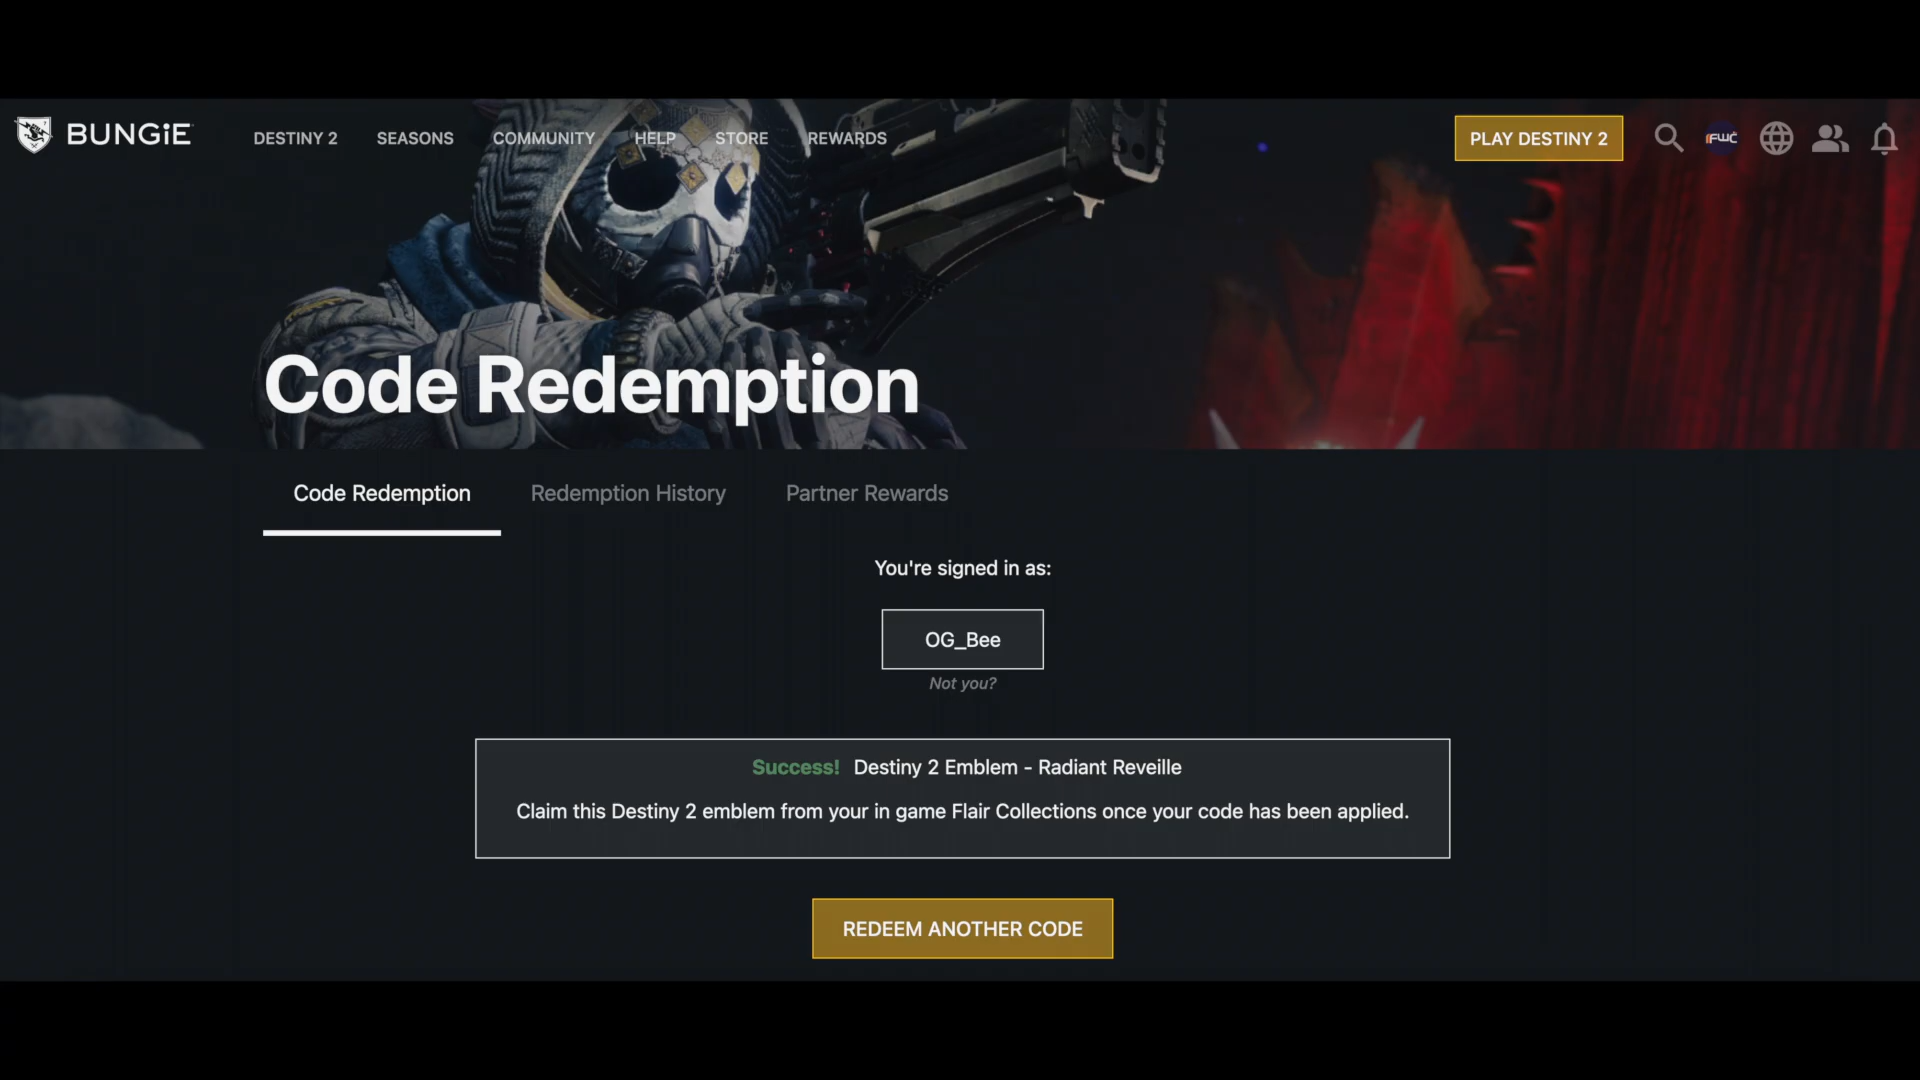 BUNGiE
DESTINY 2 SEASONS COMMUNITY HELP STORE REWARDS
PLAY DESTINY 2
FWC
Code Redemption
Code Redemption Redemption History Partner Rewards
You're signed in as:
OG_Bee
Not you?
Success! Destiny 2 Emblem - Radiant Reveille
Claim this Destiny 2 emblem from your in game Flair Collections once your code has been applied.
REDEEM ANOTHER CODE